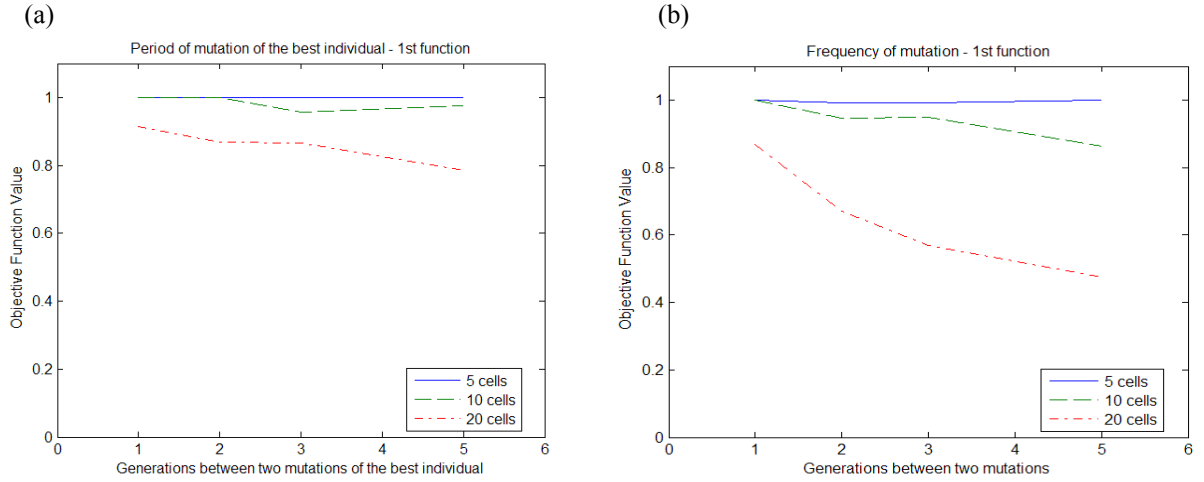 (a)
Period of mutation of the best individual - 1st function
Objective Function Value
1
0.8
0.6
0.4
0.2
0
0 1 2 3 4 5 6
Generations between two mutations of the best individual
5 cells
10 cells
20 cells
(b)
Frequency of mutation - 1st function
Objective Function Value
1
0.8
0.6
0.4
0.2
0
0 1 2 3 4 5 6
Generations between two mutations
5 cells
10 cells
20 cells